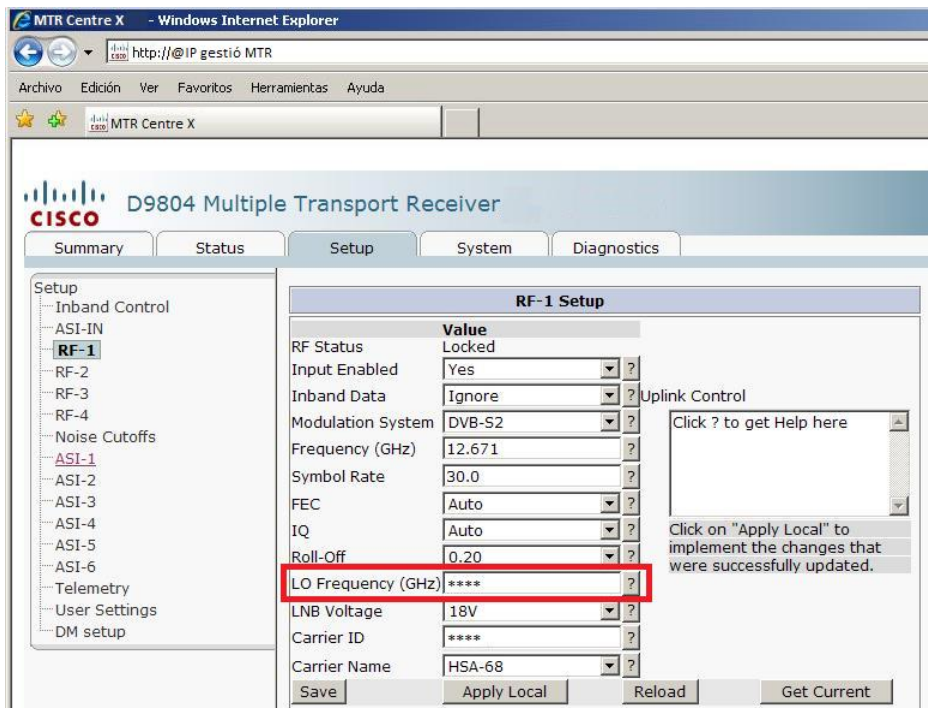 MTR Centre X - Windows Internet Explorer
http://@IP gestió MTR
Archivo Edición Ver Favoritos Herramientas Ayuda
MTR Centre X
CISCO
D9804 Multiple Transport Receiver
Summary Status Setup System Diagnostics
Setup
Inband Control
ASI-IN
RF-1
RF-2
RF-3
RF-4
Noise Cutoffs
ASI-1
ASI-2
ASI-3
ASI-4
ASI-5
ASI-6
Telemetry
User Settings
DM setup
RF-1 Setup
Value
RF Status Locked
Input Enabled Yes ?
Inband Data Ignore ? Uplink Control
Modulation System DVB-S2 ?
Frequency (GHz) 12.671 ?
Symbol Rate 30.0 ?
FEC Auto ?
IQ Auto ?
Roll-Off 0.20 ?
LO Frequency (GHz) **** ?
LNB Voltage 18V ?
Carrier ID **** ?
Carrier Name HSA-68 ?
Click ? to get Help here
Click on "Apply Local" to
implement the changes that
were successfully updated.
Save Apply Local Reload Get Current